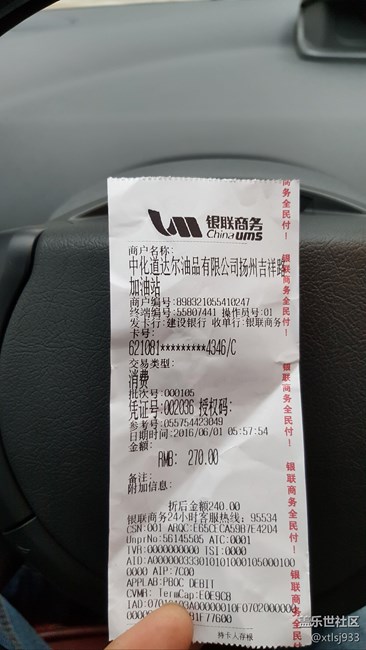 银联商务
China ums
商户名称:
中化道达尔油品有限公司扬州吉祥路
加油站
商户编号:898321055410247
终端编号:55807441 操作员号:01
发卡行:建设银行 收单行:银联商务
卡号:
621081*********4346/C
交易类型:
消费
批次号:000105
凭证号:002036 授权码:
参考号:055754423049
日期时间:2016/06/01 05:57:54
金额:
RMB: 270.00
备注:
附加信息:
折后金额240.00
银联商务24小时客服热线: 95534
CSN:001 ARQC:E65CECA59B7E4204
UnprNo:56145505 ATC:0001
TVR:0000000000 TSI:0000
0000 AIP:7C00
APPLAB:PBOC DEBIT
CVMR: TermCap:E0E9C8
持卡人存根
商务全民付!
银联商务全民付!
银联商务全民付!
银联商务全民付!
盖乐世社区
@xtlsj933